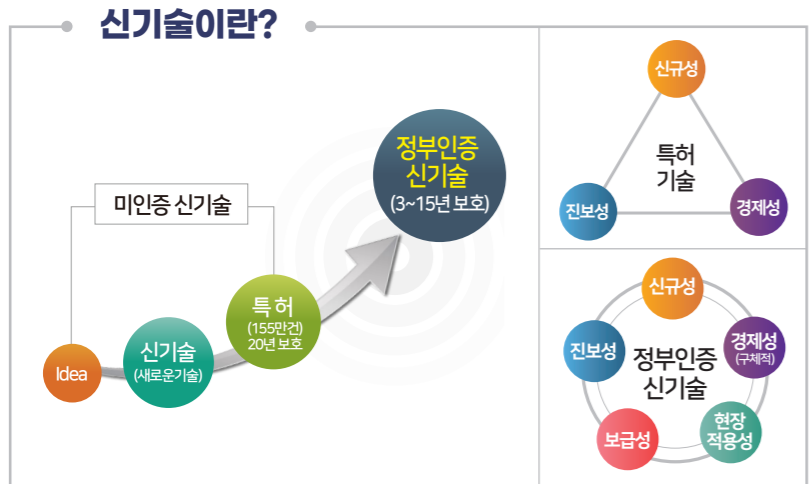 신기술이란?
정부인증
신기술
(3~15년 보호)
미인증 신기술
특 허
(155만건)
20년 보호
신기술
(새로운기술)
Idea
신규성
특허
기술
진보성
경제성
신규성
진보성
경제성
(구체적)
정부인증
신기술
보급성
현장
적용성